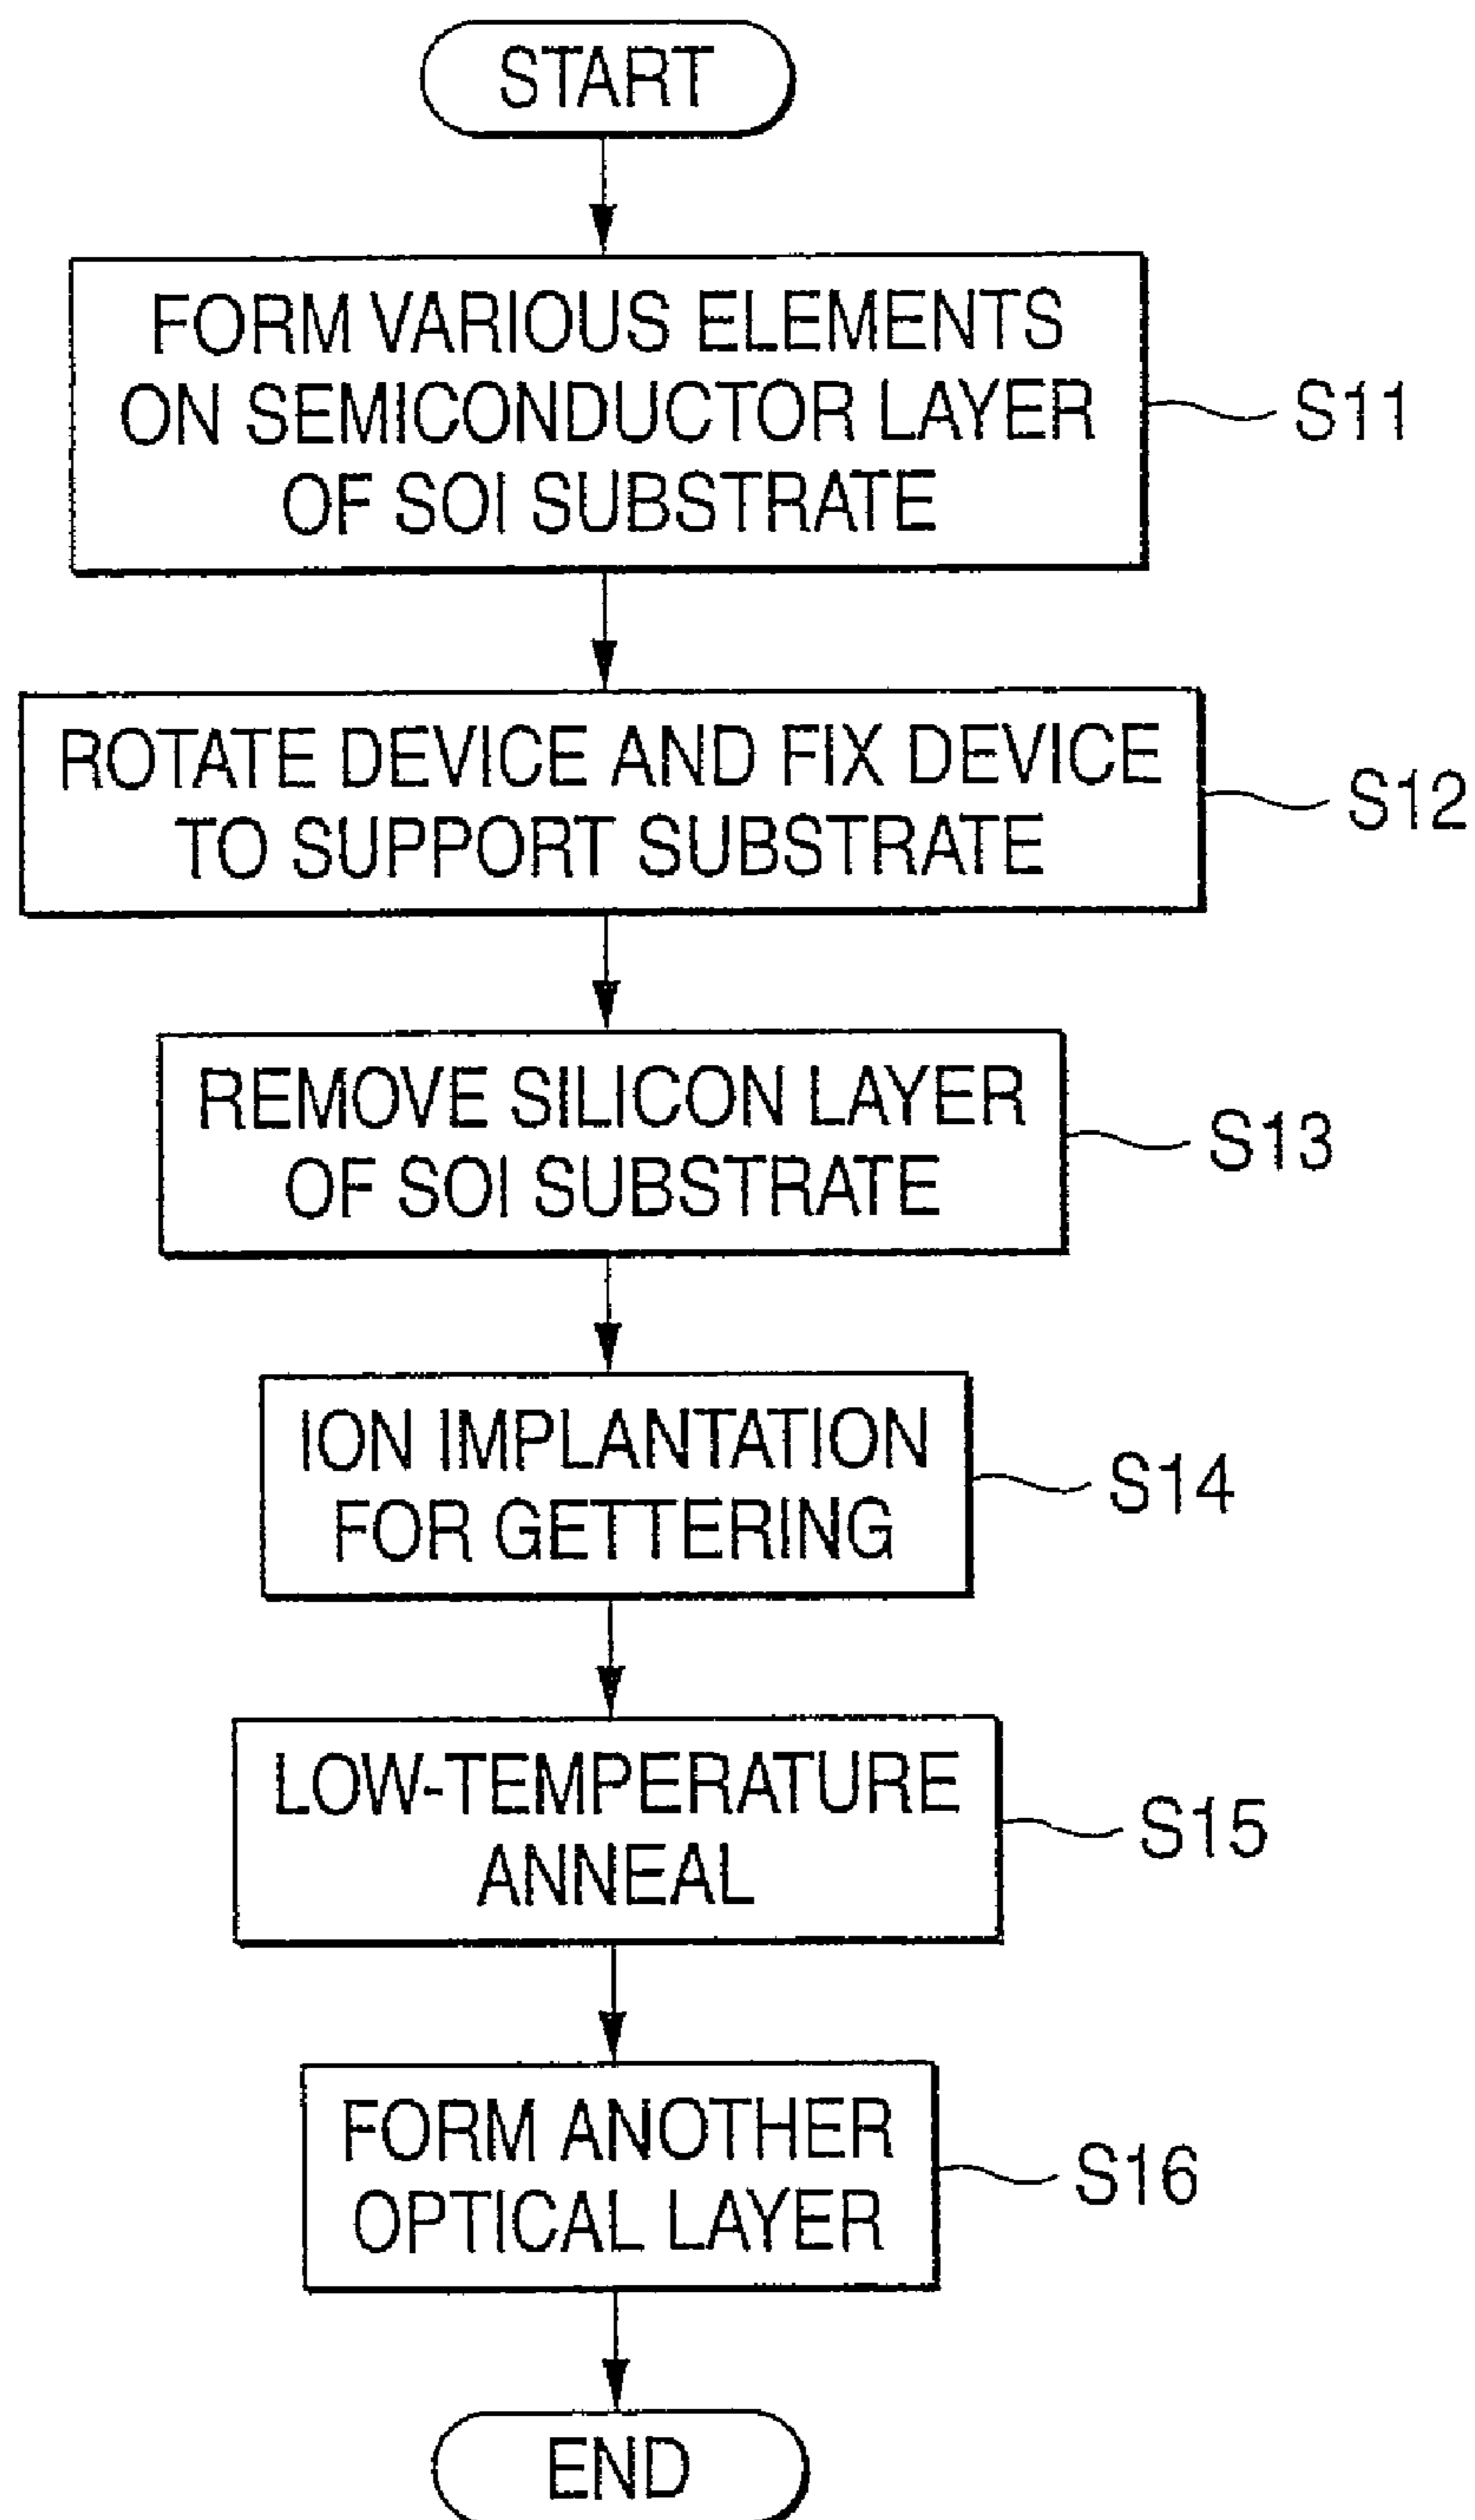 START
FORM VARIOUS ELEMENTS
ON SEMICONDUCTOR LAYER
OF SOI SUBSTRATE
S11
ROTATE DEVICE AND FIX DEVICE
TO SUPPORT SUBSTRATE
S12
REMOVE SILICON LAYER
OF SOI SUBSTRATE
S13
ION IMPLANTATION
FOR GETTERING
S14
LOW-TEMPERATURE
ANNEAL
S15
FORM ANOTHER
OPTICAL LAYER
S16
END